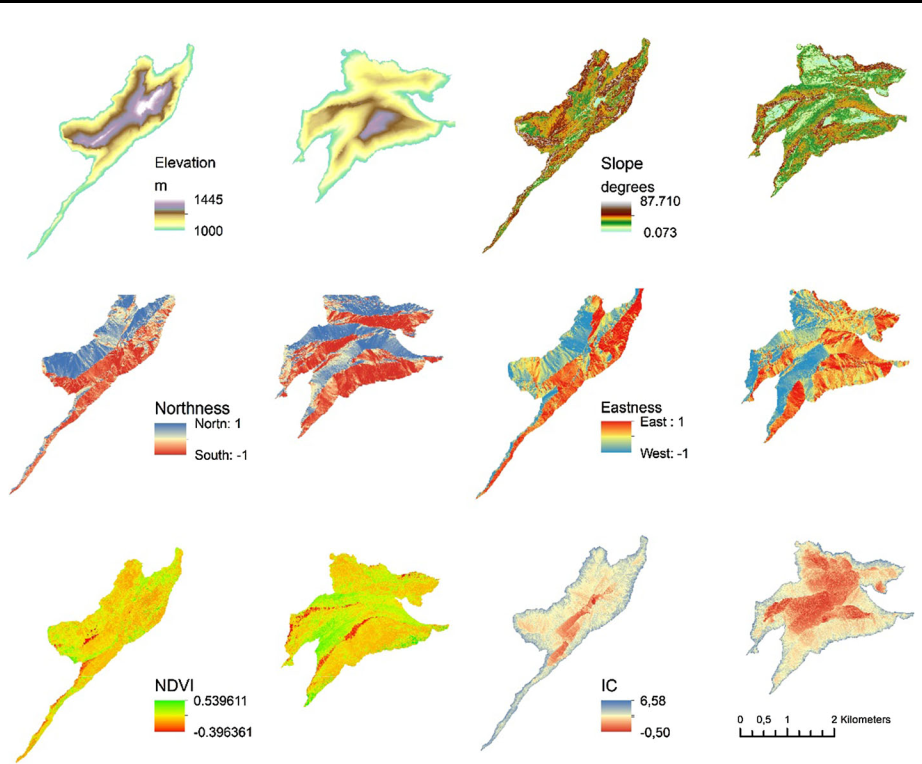 Elevation
m
1445
1000
Slope
degrees
87.710
0.073
Northness
Nortn: 1
South: -1
Eastness
East : 1
West: -1
NDVI
0.539611
-0.396361
IC
6,58
-0,50
0 0,5 1 2 Kilometers